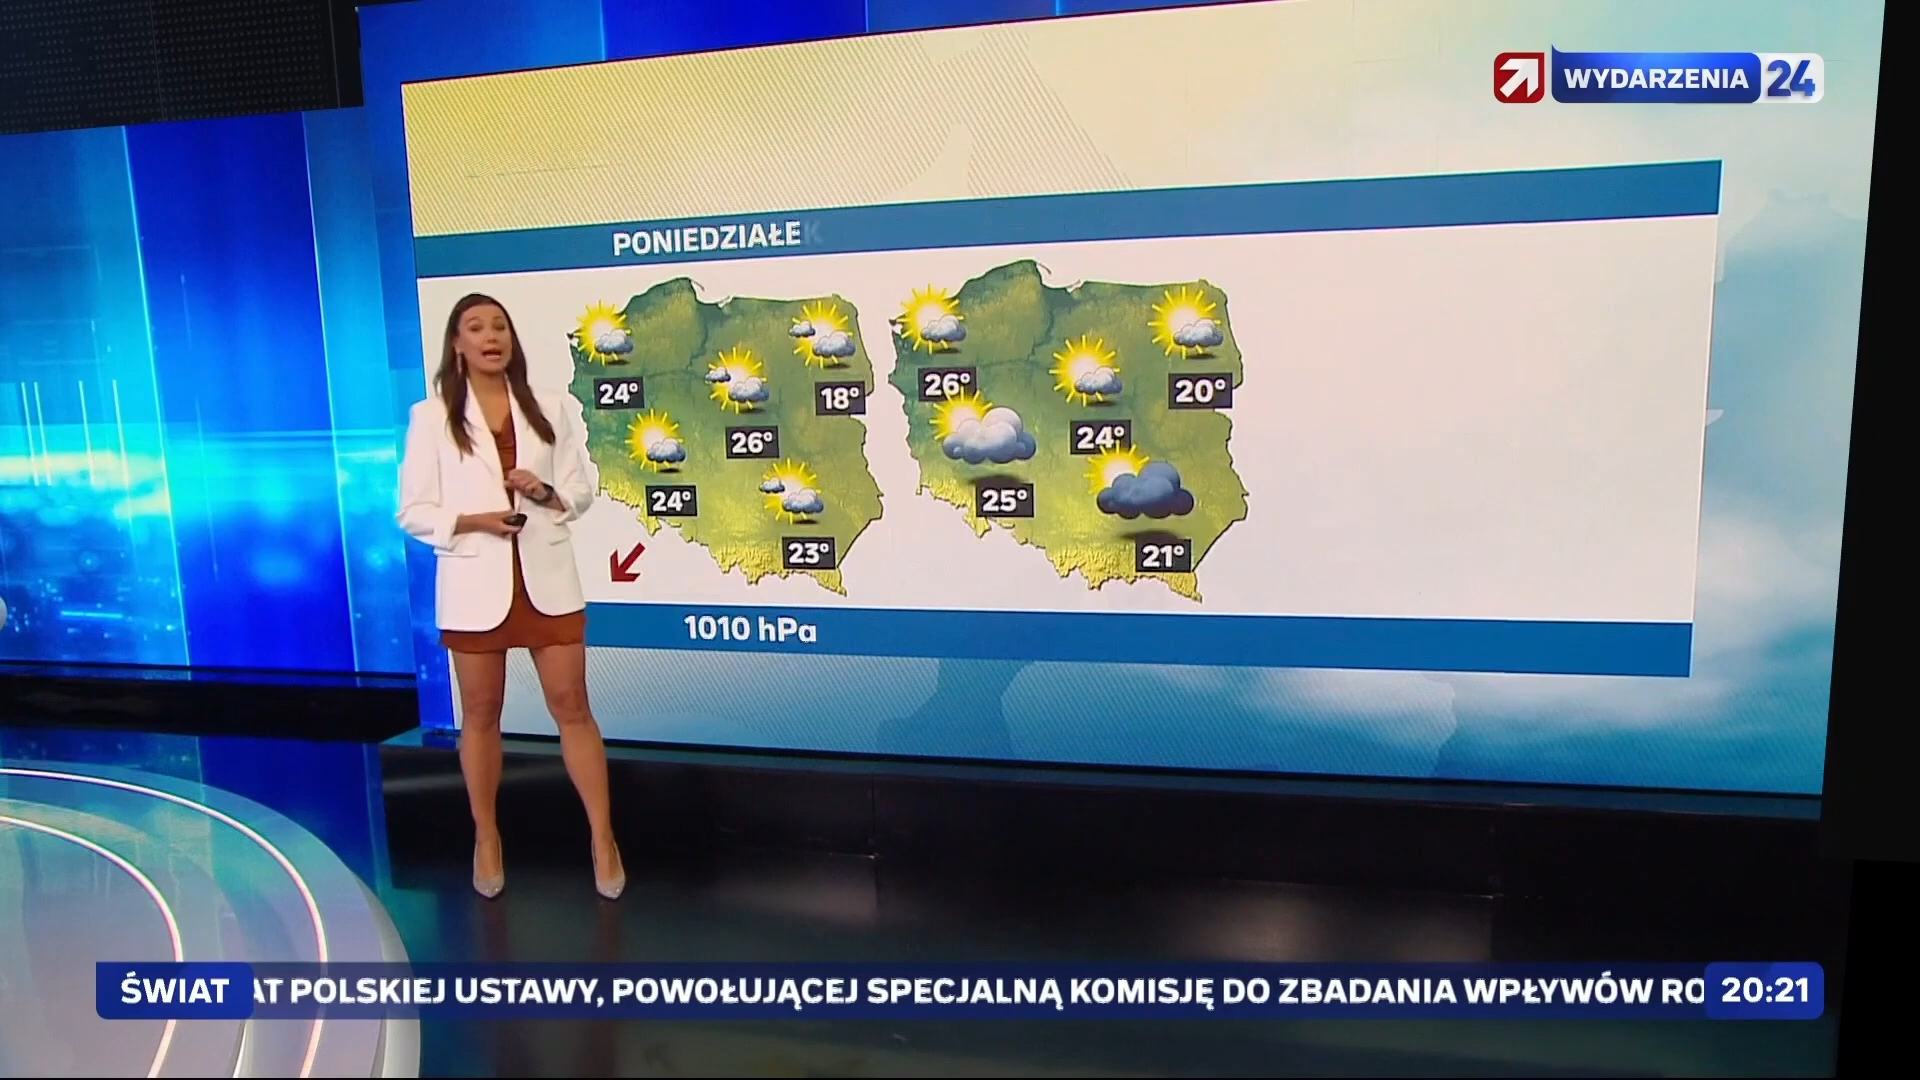 WYDARZENIA 24
PONIEDZIAŁEK
24°
18°
26°
24°
23°
26°
20°
24°
25°
21°
1010 hPa
ŚWIAT
AT POLSKIEJ USTAWY, POWOŁUJĄCEJ SPECJALNĄ KOMISJĘ DO ZBADANIA WPŁYWÓW RO
20:21